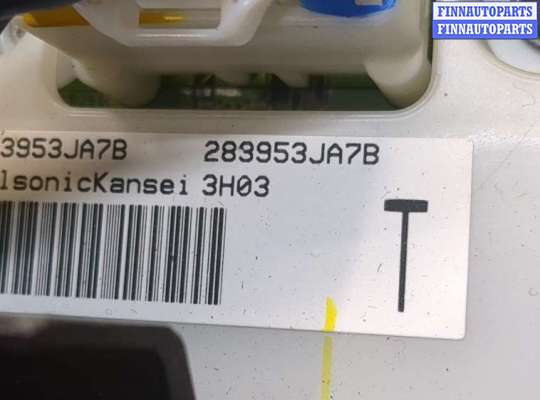 FINNAUTOPARTS
FINNAUTOPARTS
3953JA7B 283953JA7B
lsonicKansei 3H03
T